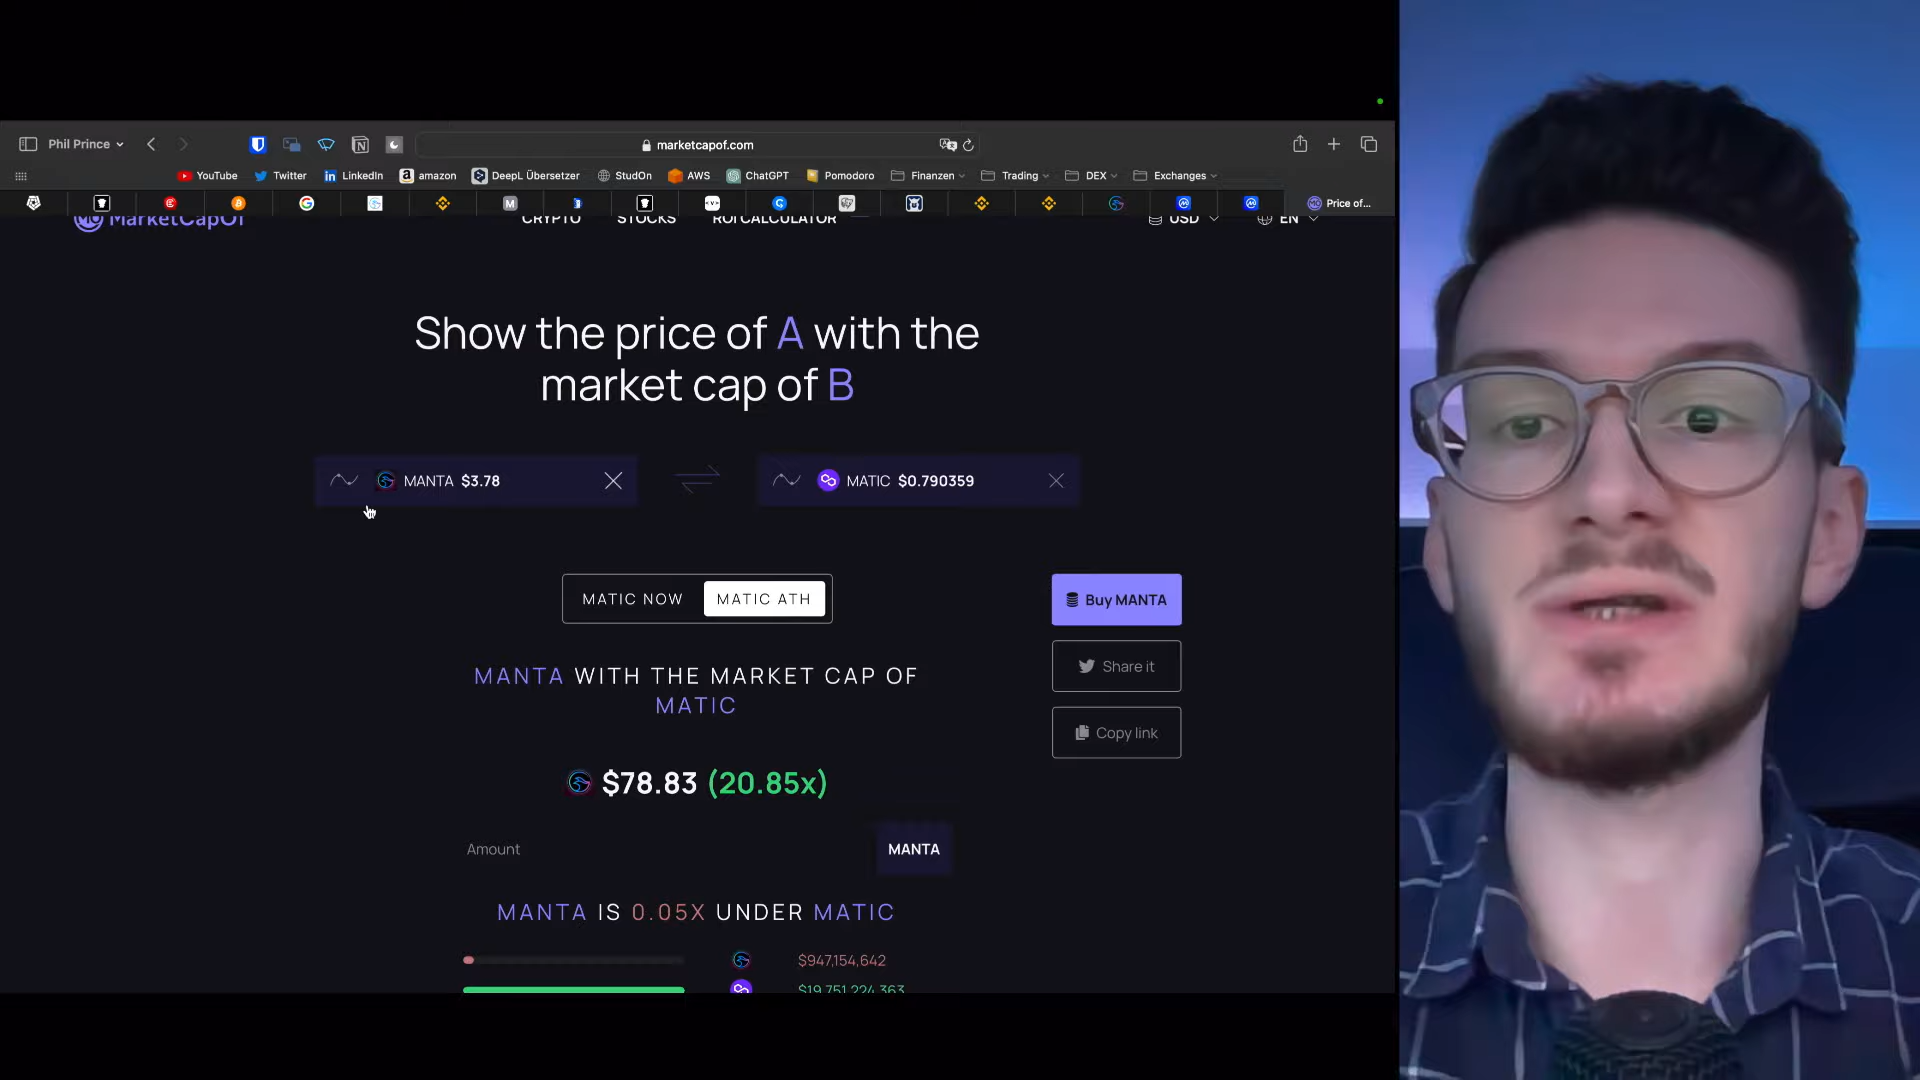 Phil Prince
marketcapof.com
YouTube Twitter LinkedIn amazon DeepL Übersetzer StudOn AWS ChatGPT Pomodoro Finanzen Trading DEX Exchanges
Price of...
MarketCapOf CRYPTO STOCKS ROI CALCULATOR USD EN
Show the price of A with the
market cap of B
MANTA $3.78 MATIC $0.790359
MATIC NOW MATIC ATH
Buy MANTA
MANTA WITH THE MARKET CAP OF
MATIC
Share it
Copy link
$78.83 (20.85x)
Amount MANTA
MANTA IS 0.05X UNDER MATIC
$947,154,642
$19,751,224,363